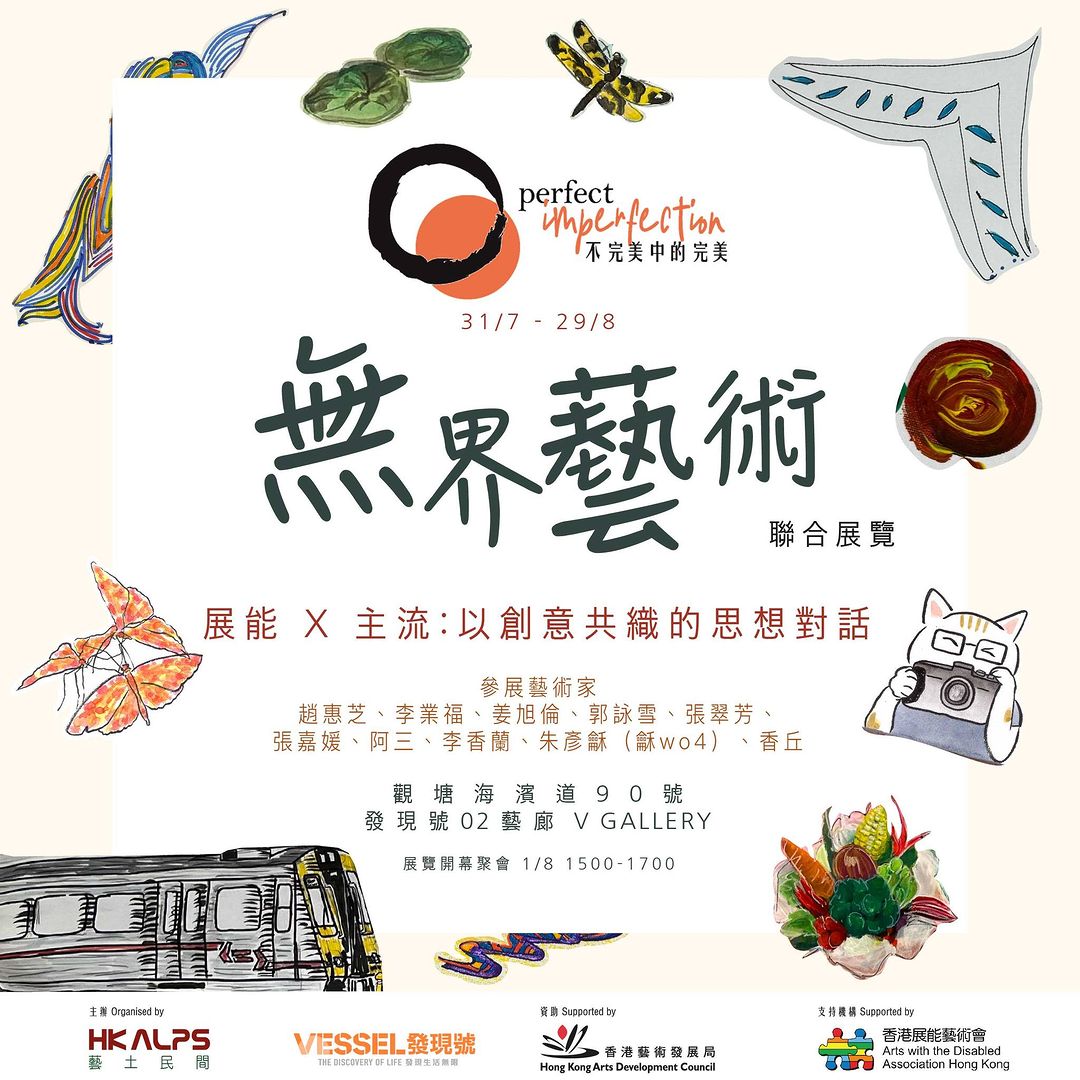 perfect
imperfection
不完美中的完美
31/7 - 29/8
無界藝術
聯合展覽
展能 X 主流：以創意共織的思想對話
參展藝術家
趙惠芝、李業福、姜旭倫、郭詠雪、張翠芳、
張嘉媛、阿三、李香蘭、朱彥龢（龢wo4）、香丘
觀塘海濱道90號
發現號02藝廊 V GALLERY
展覽開幕聚會 1/8 1500-1700
主辦 Organised by
HKALPS
藝土民間
VESSEL發現號
THE DISCOVERY OF LIFE 發現生活無限
資助 Supported by
香港藝術發展局
Hong Kong Arts Development Council
支持機構 Supported by
香港展能藝術會
Arts with the Disabled
Association Hong Kong